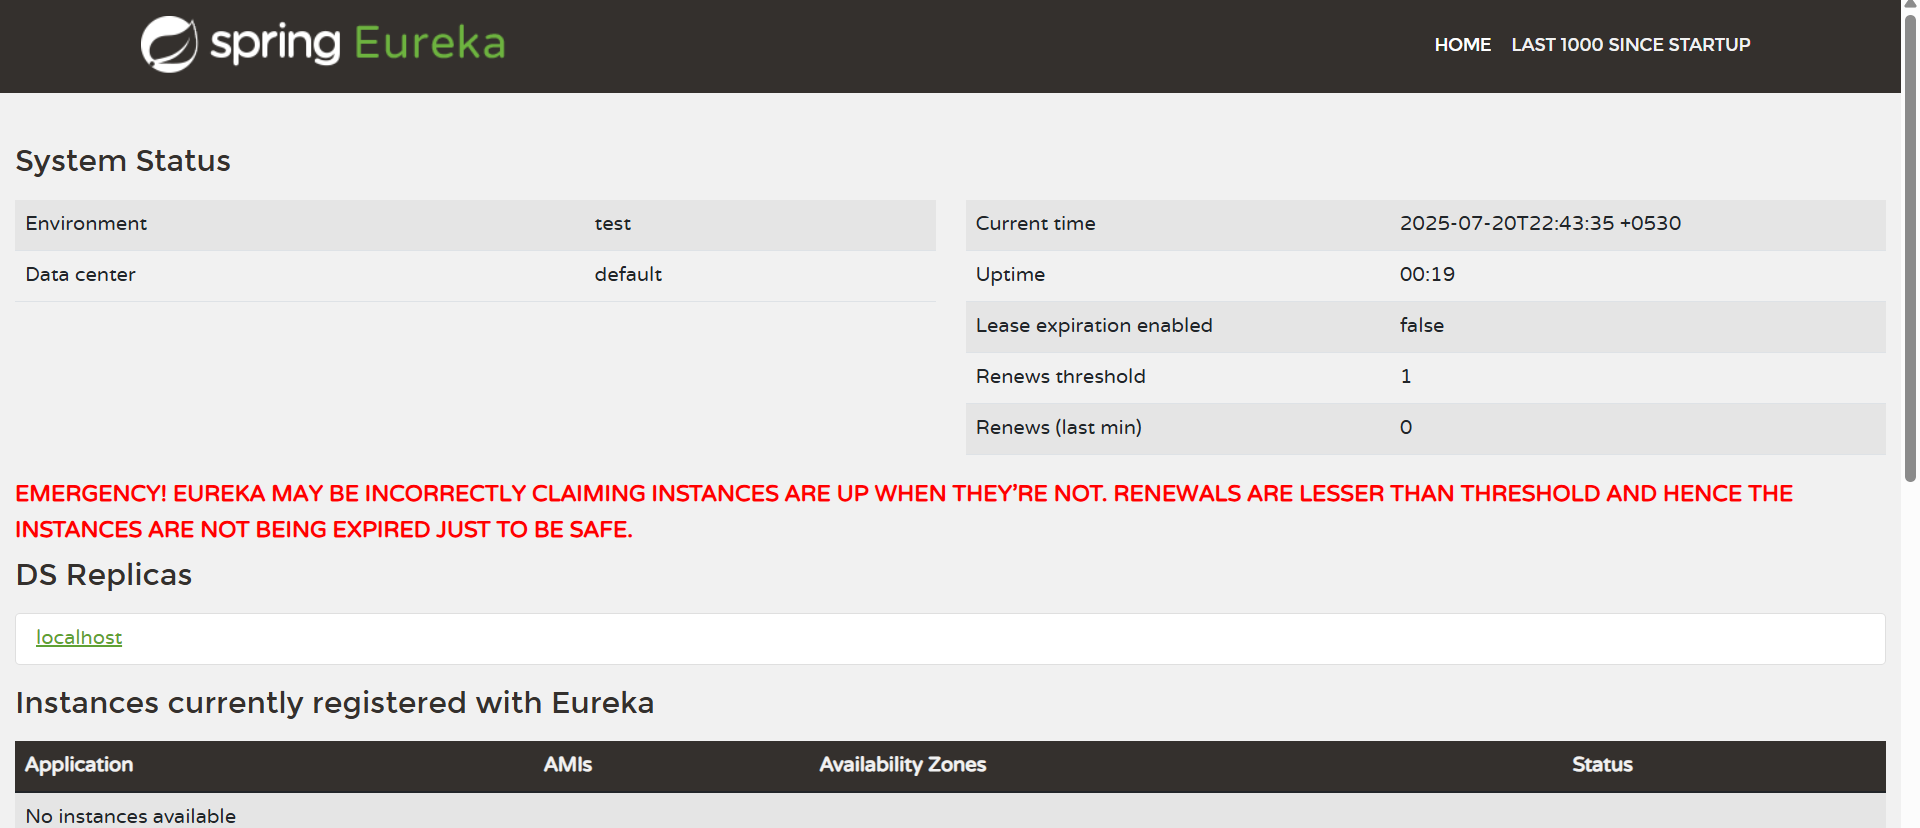 spring Eureka
HOME LAST 1000 SINCE STARTUP
System Status
Environment test
Data center default
Current time 2025-07-20T22:43:35 +0530
Uptime 00:19
Lease expiration enabled false
Renews threshold 1
Renews (last min) 0
EMERGENCY! EUREKA MAY BE INCORRECTLY CLAIMING INSTANCES ARE UP WHEN THEY’RE NOT. RENEWALS ARE LESSER THAN THRESHOLD AND HENCE THE
INSTANCES ARE NOT BEING EXPIRED JUST TO BE SAFE.
DS Replicas
localhost
Instances currently registered with Eureka
Application AMIs Availability Zones Status
No instances available